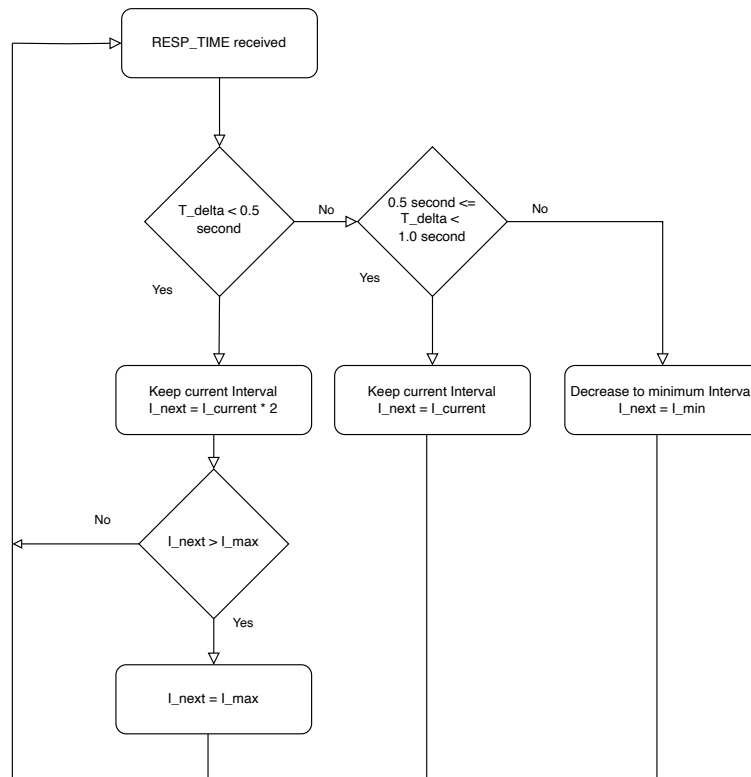 RESP_TIME received
T_delta < 0.5
second
No
0.5 second <=
T_delta <
1.0 second
No
Yes
Yes
Keep current Interval
I_next = I_current * 2
Keep current Interval
I_next = I_current
Decrease to minimum Interval
I_next = I_min
No
I_next > I_max
Yes
I_next = I_max